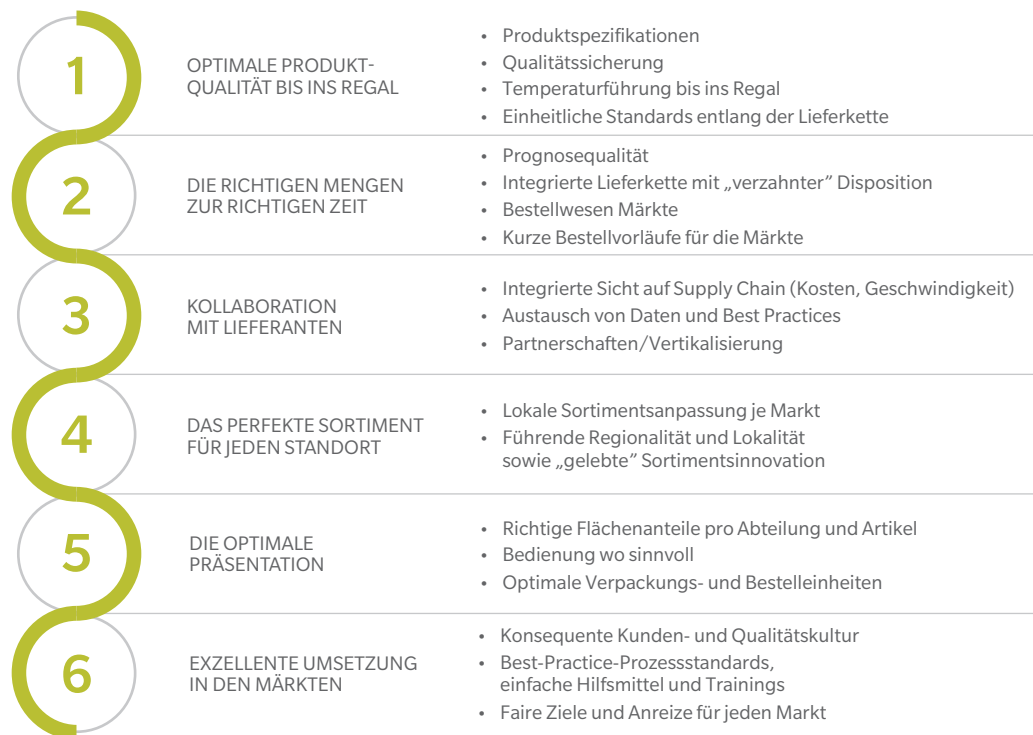 1
OPTIMALE PRODUKT-
QUALITÄT BIS INS REGAL
• Produktspezifikationen
• Qualitätssicherung
• Temperaturführung bis ins Regal
• Einheitliche Standards entlang der Lieferkette
2
DIE RICHTIGEN MENGEN
ZUR RICHTIGEN ZEIT
• Prognosequalität
• Integrierte Lieferkette mit „verzahnter” Disposition
• Bestellwesen Märkte
• Kurze Bestellvorläufe für die Märkte
3
KOLLABORATION
MIT LIEFERANTEN
• Integrierte Sicht auf Supply Chain (Kosten, Geschwindigkeit)
• Austausch von Daten und Best Practices
• Partnerschaften/Vertikalisierung
4
DAS PERFEKTE SORTIMENT
FÜR JEDEN STANDORT
• Lokale Sortimentsanpassung je Markt
• Führende Regionalität und Lokalität
sowie „gelebte” Sortimentsinnovation
5
DIE OPTIMALE
PRÄSENTATION
• Richtige Flächenanteile pro Abteilung und Artikel
• Bedienung wo sinnvoll
• Optimale Verpackungs- und Bestelleinheiten
6
EXZELLENTE UMSETZUNG
IN DEN MÄRKTEN
• Konsequente Kunden- und Qualitätskultur
• Best-Practice-Prozessstandards,
einfache Hilfsmittel und Trainings
• Faire Ziele und Anreize für jeden Markt